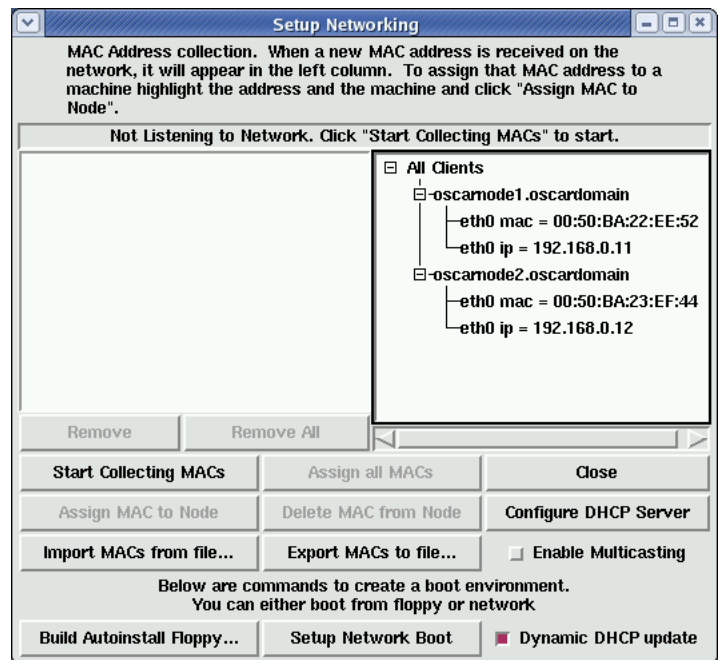 Setup Networking
MAC Address collection. When a new MAC address is received on the
network, it will appear in the left column. To assign that MAC address to a
machine highlight the address and the machine and click "Assign MAC to
Node".
Not Listening to Network. Click "Start Collecting MACs" to start.
All Clients
oscarnode1.oscardomain
eth0 mac = 00:50:BA:22:EE:52
eth0 ip = 192.168.0.11
oscarnode2.oscardomain
eth0 mac = 00:50:BA:23:EF:44
eth0 ip = 192.168.0.12
Remove Remove All
Start Collecting MACs Assign all MACs Close
Assign MAC to Node Delete MAC from Node Configure DHCP Server
Import MACs from file... Export MACs to file... Enable Multicasting
Below are commands to create a boot environment.
You can either boot from floppy or network
Build Autoinstall Floppy... Setup Network Boot Dynamic DHCP update